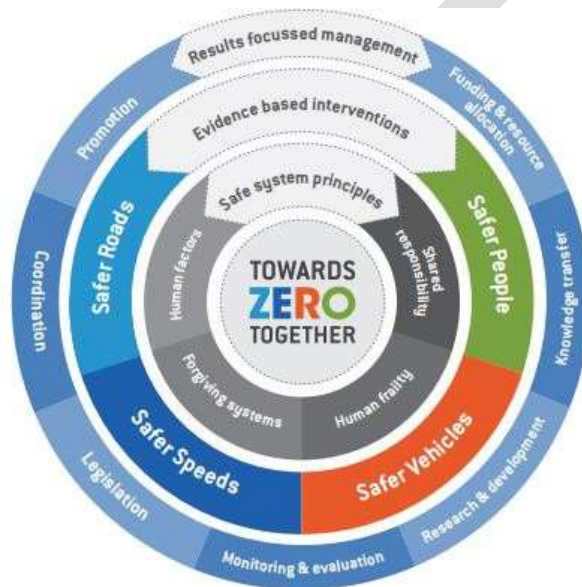 Results focussed management
Evidence based interventions
Safe system principles
TOWARDS
ZERO
TOGETHER
Human factors
Shared
responsibility
Forgiving systems
Human frailty
Safer Roads
Safer People
Safer Speeds
Safer Vehicles
Promotion
Funding & resource
allocation
Coordination
Knowledge transfer
Legislation
Research & development
Monitoring & evaluation